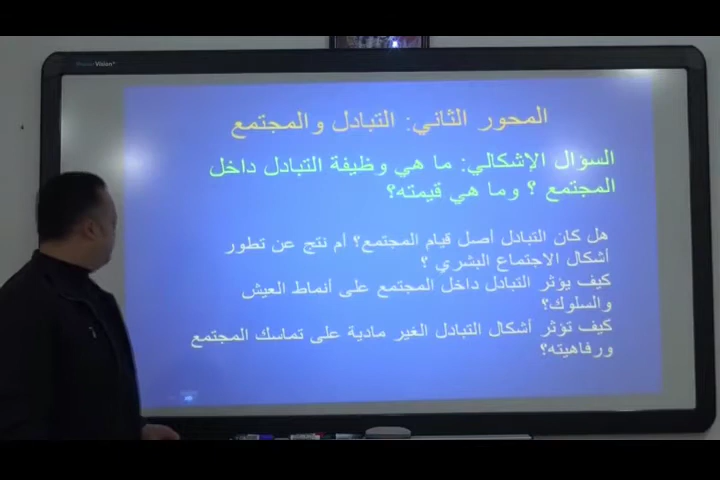 المحور الثاني: التبادل والمجتمع
السؤال الإشكالي: ما هي وظيفة التبادل داخل
المجتمع ؟ وما هي قيمته؟
هل كان التبادل أصل قيام المجتمع؟ أم نتج عن تطور
أشكال الاجتماع البشري ؟
كيف يؤثر التبادل داخل المجتمع على أنماط العيش
والسلوك؟
كيف تؤثر أشكال التبادل الغير مادية على تماسك المجتمع
ورفاهيته؟